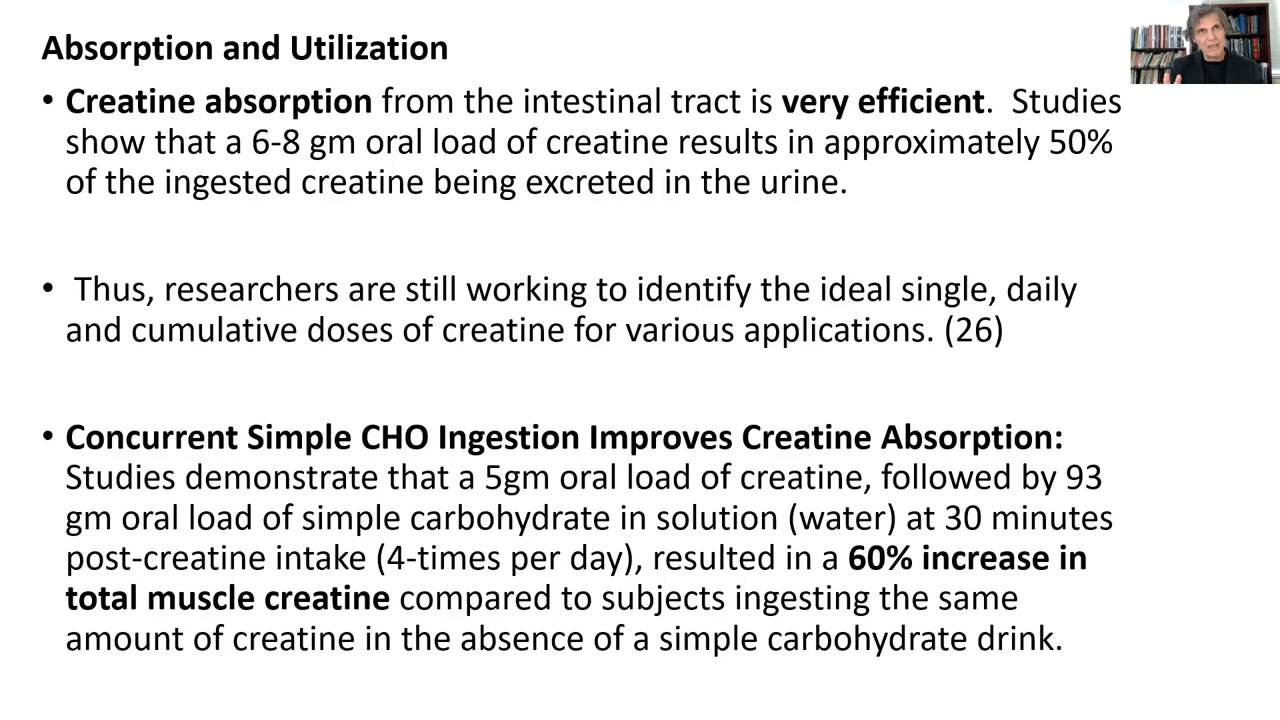 Absorption and Utilization
• Creatine absorption from the intestinal tract is very efficient.  Studies
show that a 6-8 gm oral load of creatine results in approximately 50%
of the ingested creatine being excreted in the urine.
•  Thus, researchers are still working to identify the ideal single, daily
and cumulative doses of creatine for various applications. (26)
• Concurrent Simple CHO Ingestion Improves Creatine Absorption:
Studies demonstrate that a 5gm oral load of creatine, followed by 93
gm oral load of simple carbohydrate in solution (water) at 30 minutes
post-creatine intake (4-times per day), resulted in a 60% increase in
total muscle creatine compared to subjects ingesting the same
amount of creatine in the absence of a simple carbohydrate drink.